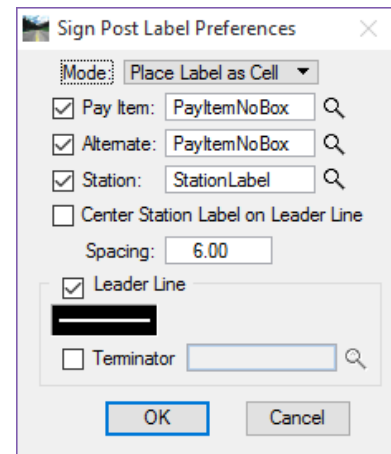 Sign Post Label Preferences
Mode: Place Label as Cell
Pay Item: PayItemNoBox
Alternate: PayItemNoBox
Station: StationLabel
Center Station Label on Leader Line
Spacing: 6.00
Leader Line
Terminator
OK Cancel